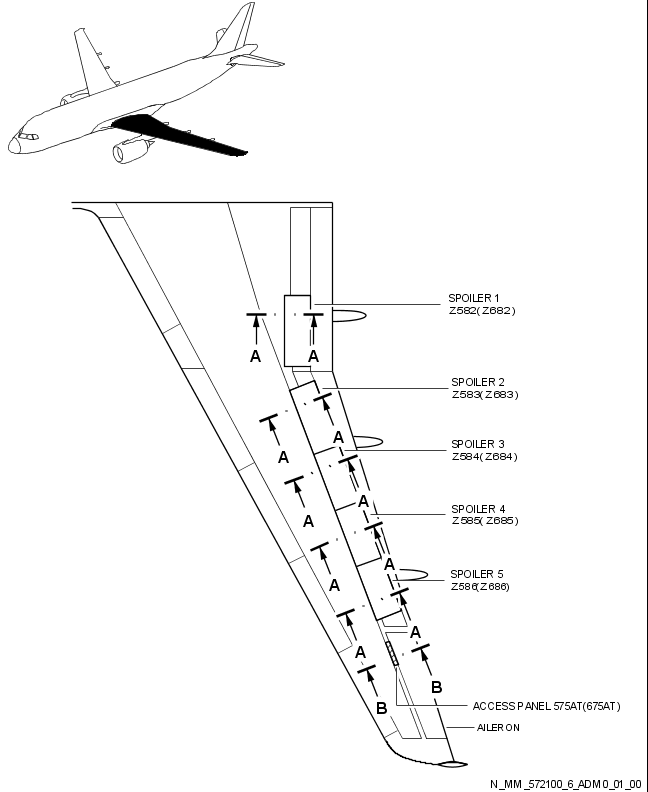 SPOILER 1
Z582(Z682)
A
A
SPOILER 2
Z583(Z683)
A
A
SPOILER 3
Z584(Z684)
A
A
SPOILER 4
Z585(Z685)
A
A
SPOILER 5
Z586(Z686)
A
A
B
B
ACCESS PANEL 575AT(675AT)
AILERON
N_MM_572100_6_ADM0_01_00